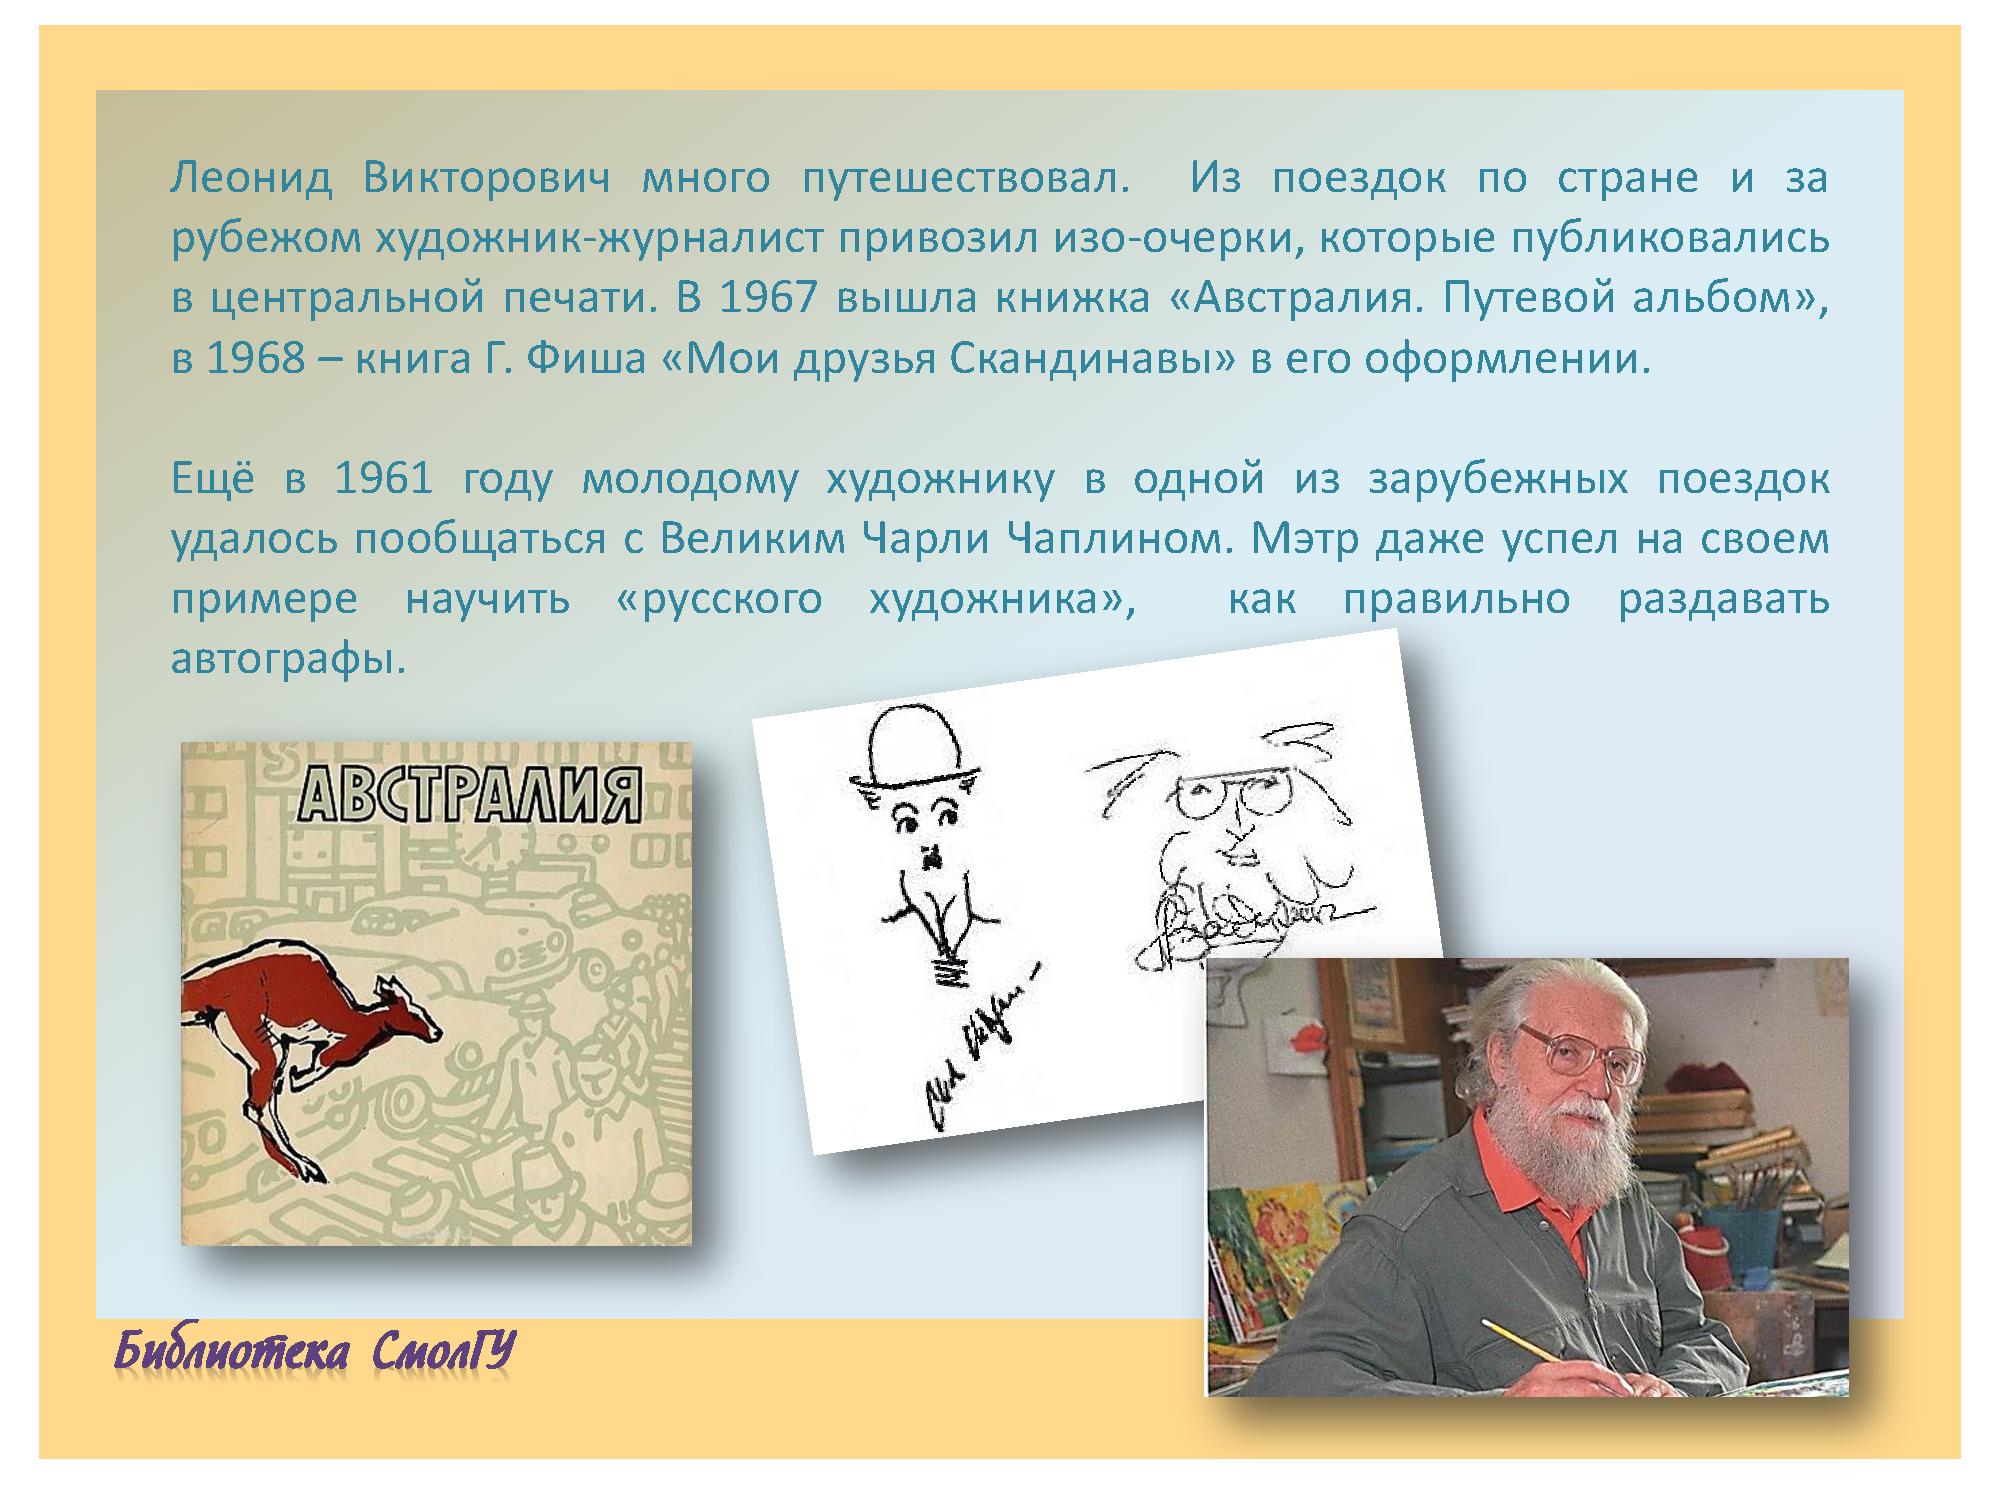 Леонид Викторович много путешествовал. Из поездок по стране и за
рубежом художник-журналист привозил изо-очерки, которые публиковались
в центральной печати. В 1967 вышла книжка «Австралия. Путевой альбом»,
в 1968 – книга Г. Фиша «Мои друзья Скандинавы» в его оформлении.
Ещё в 1961 году молодому художнику в одной из зарубежных поездок
удалось пообщаться с Великим Чарли Чаплином. Мэтр даже успел на своем
примере научить «русского художника», как правильно раздавать
автографы.
АВСТРАЛИЯ
Библиотека СмолГУ